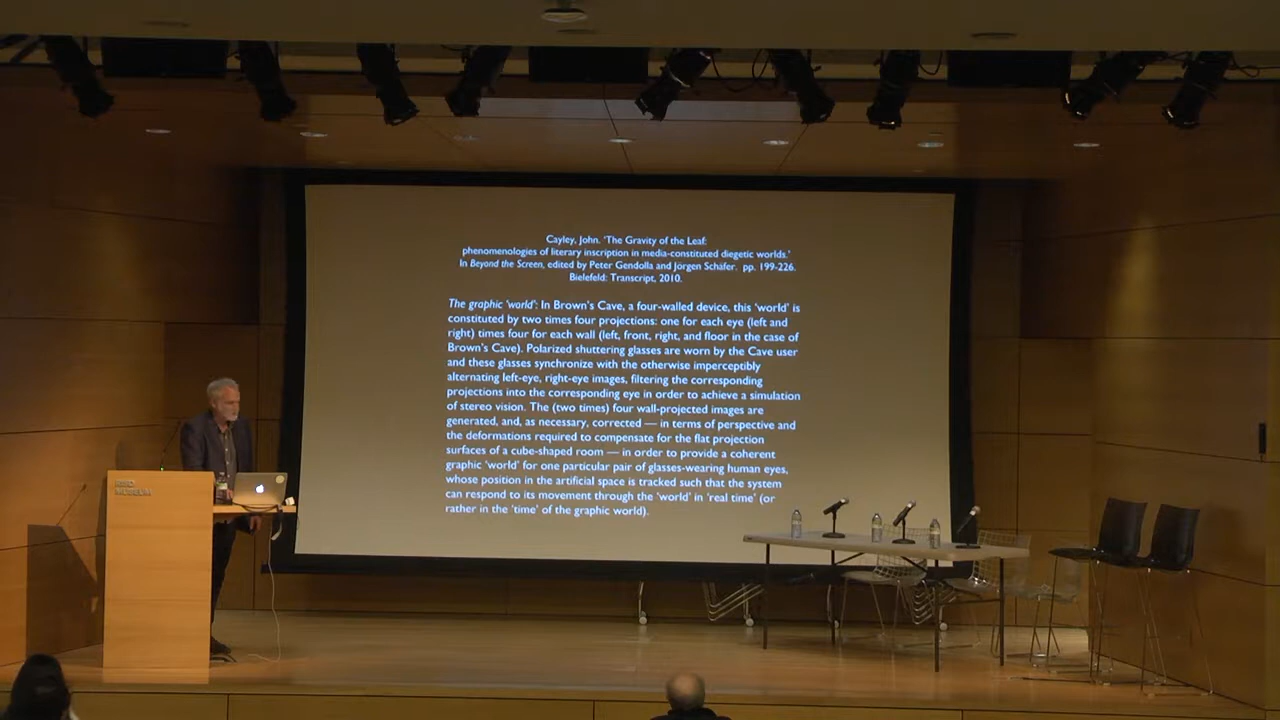 Cayley, John. 'The Gravity of the Leaf:
phenomenologies of literary inscription in media-constituted diegetic worlds.'
In Beyond the Screen, edited by Peter Gendolla and Jörgen Schäfer. pp. 199-226.
Bielefeld: Transcript, 2010.
The graphic 'world': In Brown's Cave, a four-walled device, this 'world' is
constituted by two times four projections: one for each eye (left and
right) times four for each wall (left, front, right, and floor in the case of
Brown's Cave). Polarized shuttering glasses are worn by the Cave user
and these glasses synchronize with the otherwise imperceptibly
alternating left-eye, right-eye images, filtering the corresponding
projections into the corresponding eye in order to achieve a simulation
of stereo vision. The (two times) four wall-projected images are
generated, and, as necessary, corrected — in terms of perspective and
the deformations required to compensate for the flat projection
surfaces of a cube-shaped room — in order to provide a coherent
graphic 'world' for one particular pair of glasses-wearing human eyes,
whose position in the artificial space is tracked such that the system
can respond to its movement through the 'world' in 'real time' (or
rather in the 'time' of the graphic world).
RISD
MUSEUM